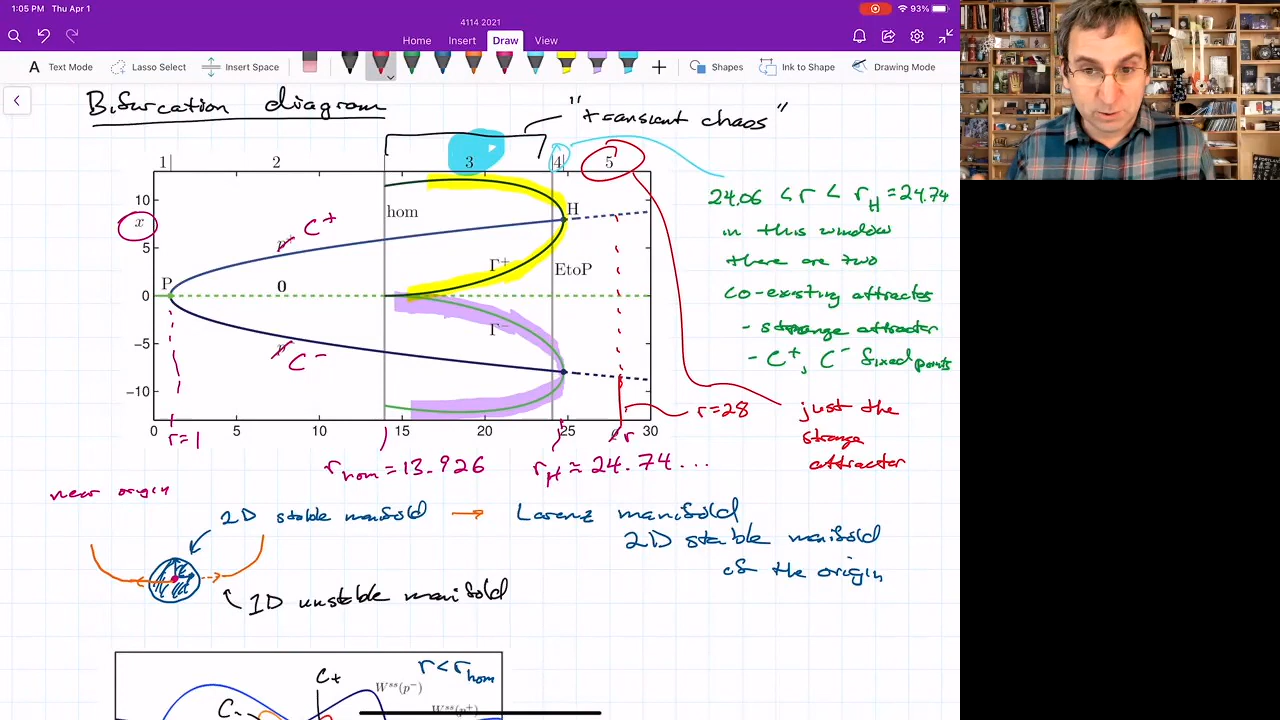 1:05 PM Thu Apr 1
93%
4114 2021
Home Insert Draw View
Text Mode Lasso Select Insert Space Shapes Ink to Shape Drawing Mode
Bifurcation diagram
"transient chaos"
1 2 3 4 5
10
5
0
−5
−10
x
C+
P
0
C-
hom
H
Γ+
EtoP
Γ−
0 5 10 15 20 25 30
r
r=1
r_hom = 13.926
r_H ≈ 24.74...
r=28
24.06 < r < r_H = 24.74
in this window
there are two
co-existing attractors
- strange attractor
- C+, C- fixed points
just the
strange
attractor
near origin
2D stable manifold → Lorenz manifold
2D stable manifold
of the origin
1D unstable manifold
r < r_hom
C+
W^ss(p−)
C-
W^ss(p+)